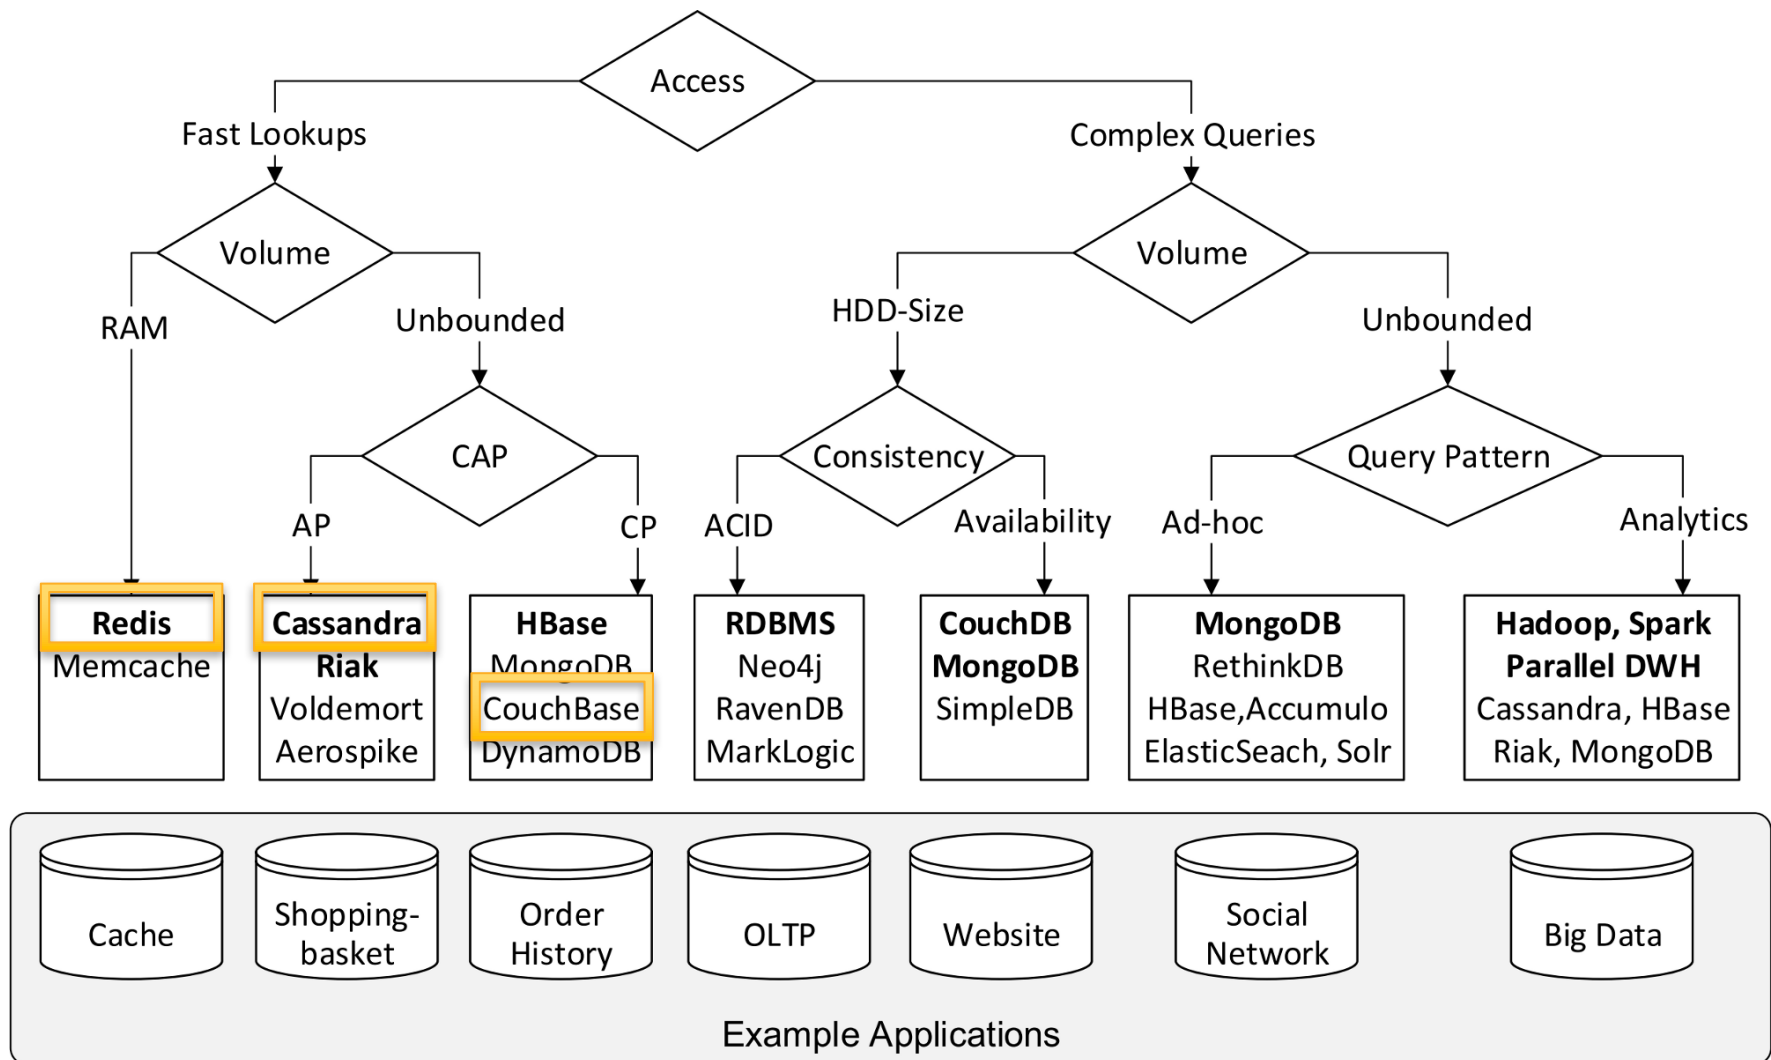 Access
Fast Lookups
Complex Queries
Volume
Volume
RAM
Unbounded
HDD-Size
Unbounded
CAP
Consistency
Query Pattern
AP
CP
ACID
Availability
Ad-hoc
Analytics
Redis
Memcache
Cassandra
Riak
Voldemort
Aerospike
HBase
MongoDB
CouchBase
DynamoDB
RDBMS
Neo4j
RavenDB
MarkLogic
CouchDB
MongoDB
SimpleDB
MongoDB
RethinkDB
HBase,Accumulo
ElasticSeach, Solr
Hadoop, Spark
Parallel DWH
Cassandra, HBase
Riak, MongoDB
Cache
Shopping-
basket
Order
History
OLTP
Website
Social
Network
Big Data
Example Applications